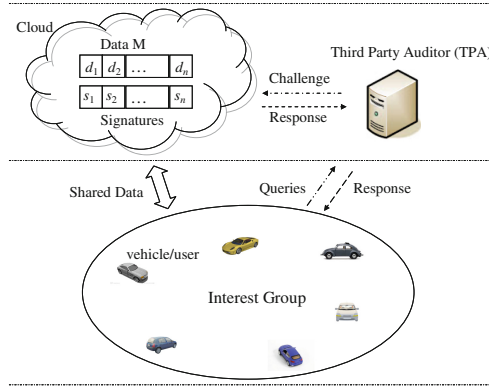 Cloud
Data M
d1 d2 ... dn
s1 s2 ... sn
Signatures
Third Party Auditor (TPA)
Challenge
Response
Shared Data
Queries
Response
vehicle/user
Interest Group